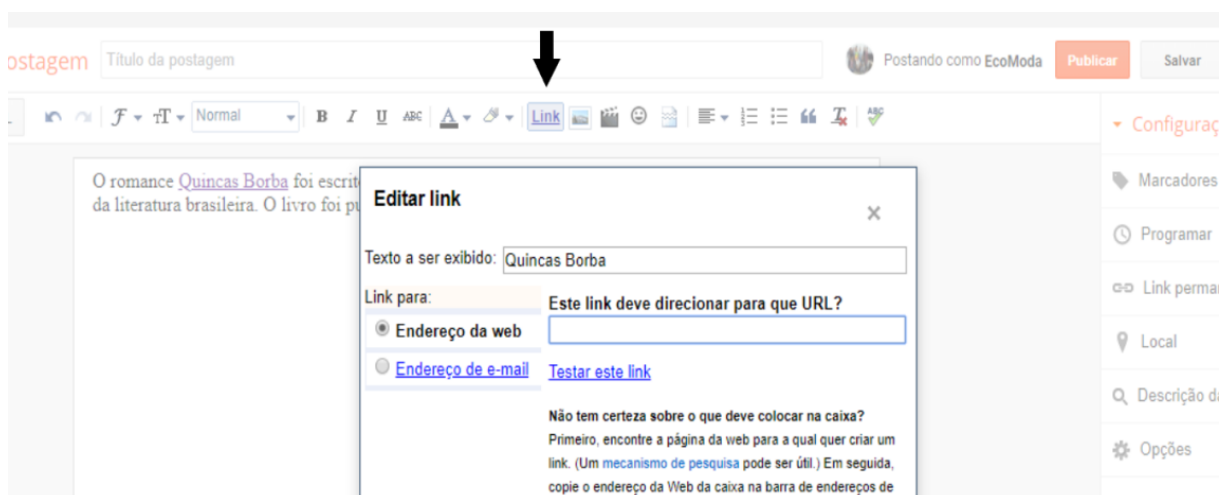 ostagem Título da postagem Postando como EcoModa Publicar Salvar
Normal B I U ABC A Link ABC
O romance Quincas Borba foi escrit
da literatura brasileira. O livro foi pu
Editar link
×
Texto a ser exibido: Quincas Borba
Link para:
Endereço da web
Endereço de e-mail
Este link deve direcionar para que URL?
Testar este link
Não tem certeza sobre o que deve colocar na caixa?
Primeiro, encontre a página da web para a qual quer criar um
link. (Um mecanismo de pesquisa pode ser útil.) Em seguida,
copie o endereço da Web da caixa na barra de endereços de
Configuraç
Marcadores
Programar
Link perma
Local
Descrição da
Opções